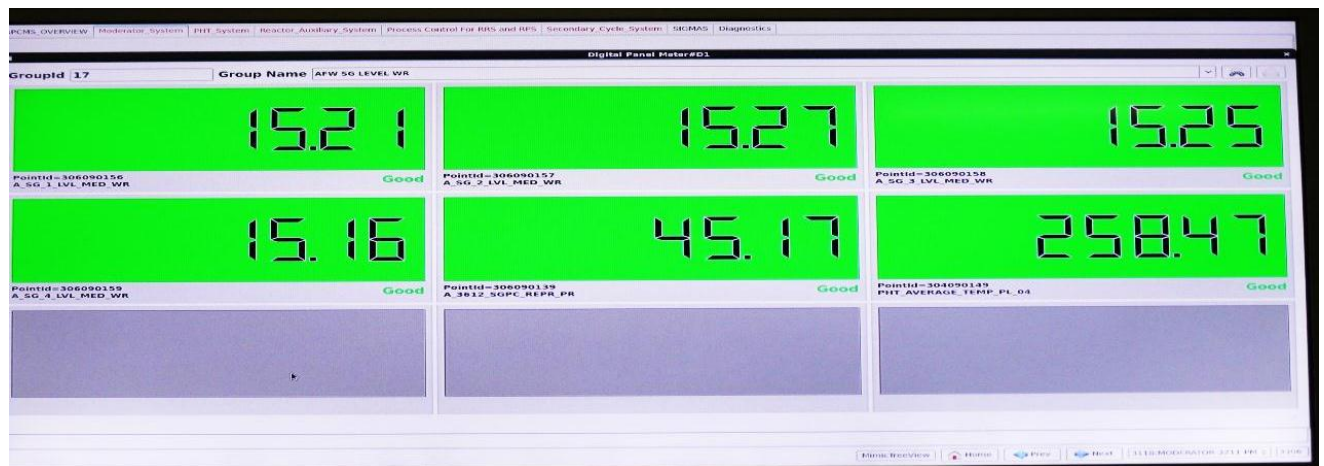 PCMS_OVERVIEW Moderator_System PHT_System Reactor_Auxiliary_System Process Control For RRS and RPS Secondary_Cycle_System SIGMAS Diagnostics
Digital Panel Meter#D1
GroupId 17 Group Name AFW SG LEVEL WR
15.21 15.27 15.25
PointId=306090156 Good PointId=306090157 Good PointId=306090158 Good
A_SG_1_LVL_MED_WR A_SG_2_LVL_MED_WR A_SG_3_LVL_MED_WR
15.16 45.17 258.47
PointId=306090159 Good PointId=306090139 Good PointId=304090149 Good
A_SG_4_LVL_MED_WR A_3612_SGPC_REPR_PR PHT_AVERAGE_TEMP_PL_04
Mimic TreeView Home Prev Next